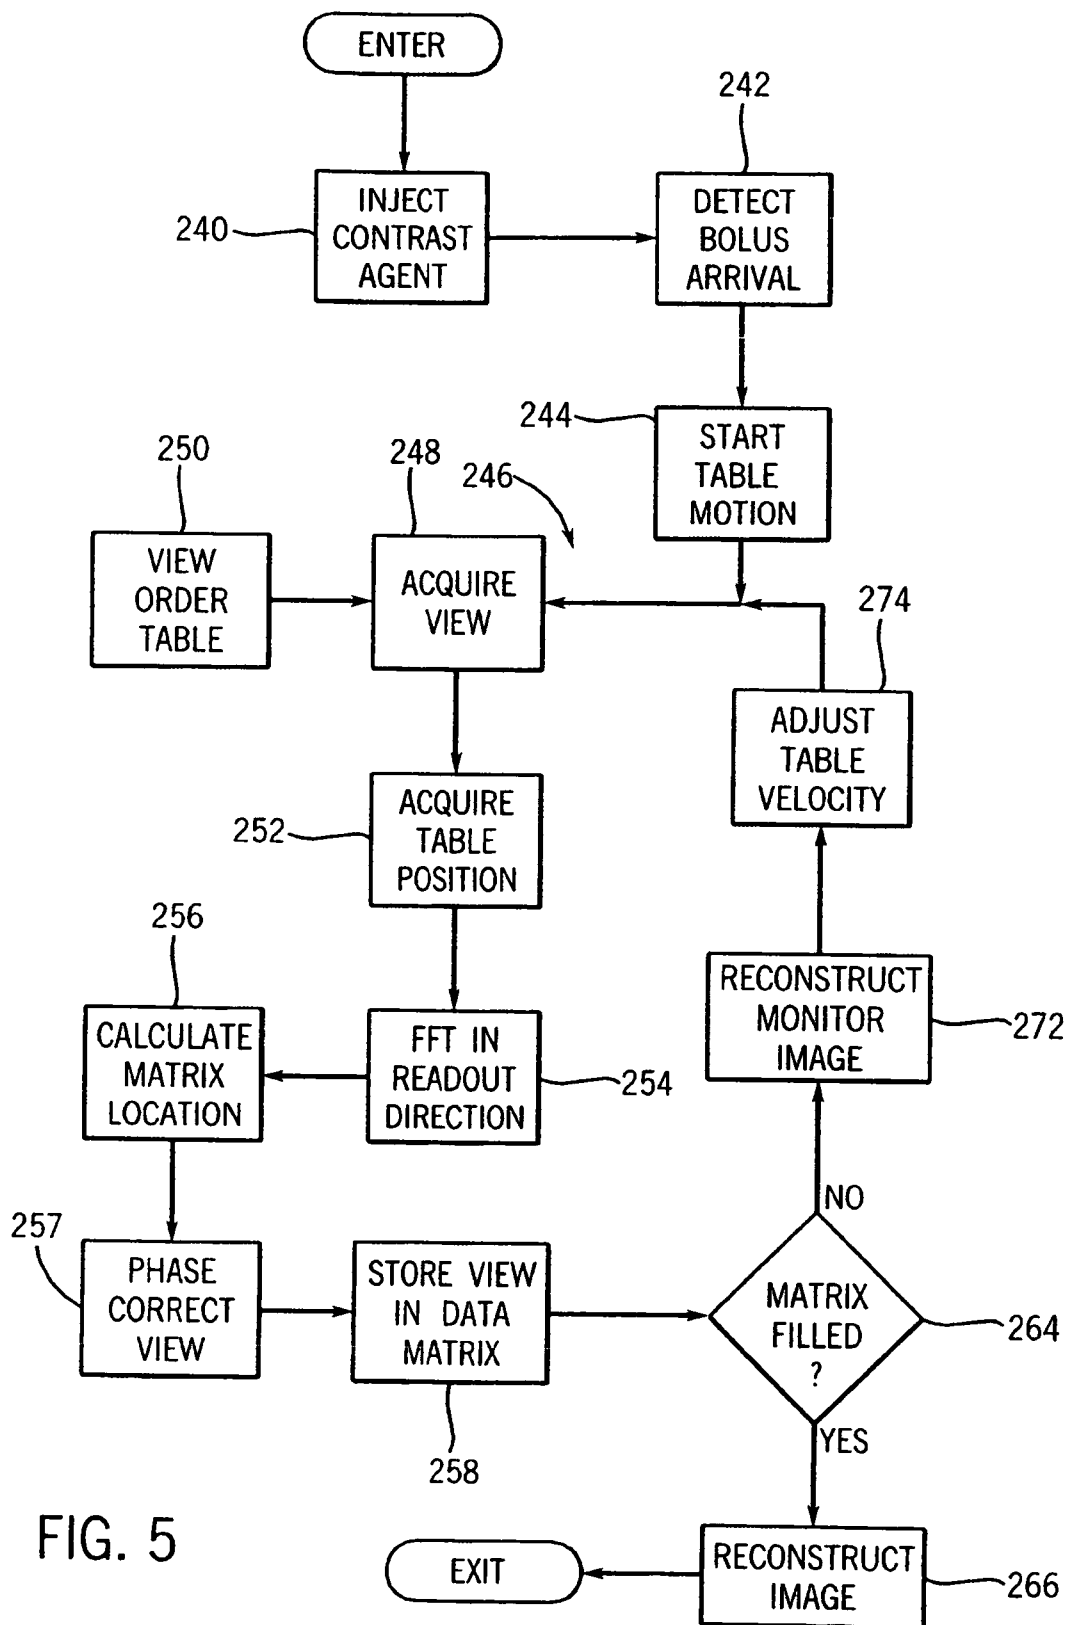 ENTER
242
INJECT
CONTRAST
AGENT
240
DETECT
BOLUS
ARRIVAL
244
START
TABLE
MOTION
250
248
246
VIEW
ORDER
TABLE
ACQUIRE
VIEW
274
ADJUST
TABLE
VELOCITY
252
ACQUIRE
TABLE
POSITION
256
RECONSTRUCT
MONITOR
IMAGE
272
CALCULATE
MATRIX
LOCATION
FFT IN
READOUT
DIRECTION
254
NO
257
PHASE
CORRECT
VIEW
STORE VIEW
IN DATA
MATRIX
MATRIX
FILLED
?
264
YES
258
FIG. 5
EXIT
RECONSTRUCT
IMAGE
266